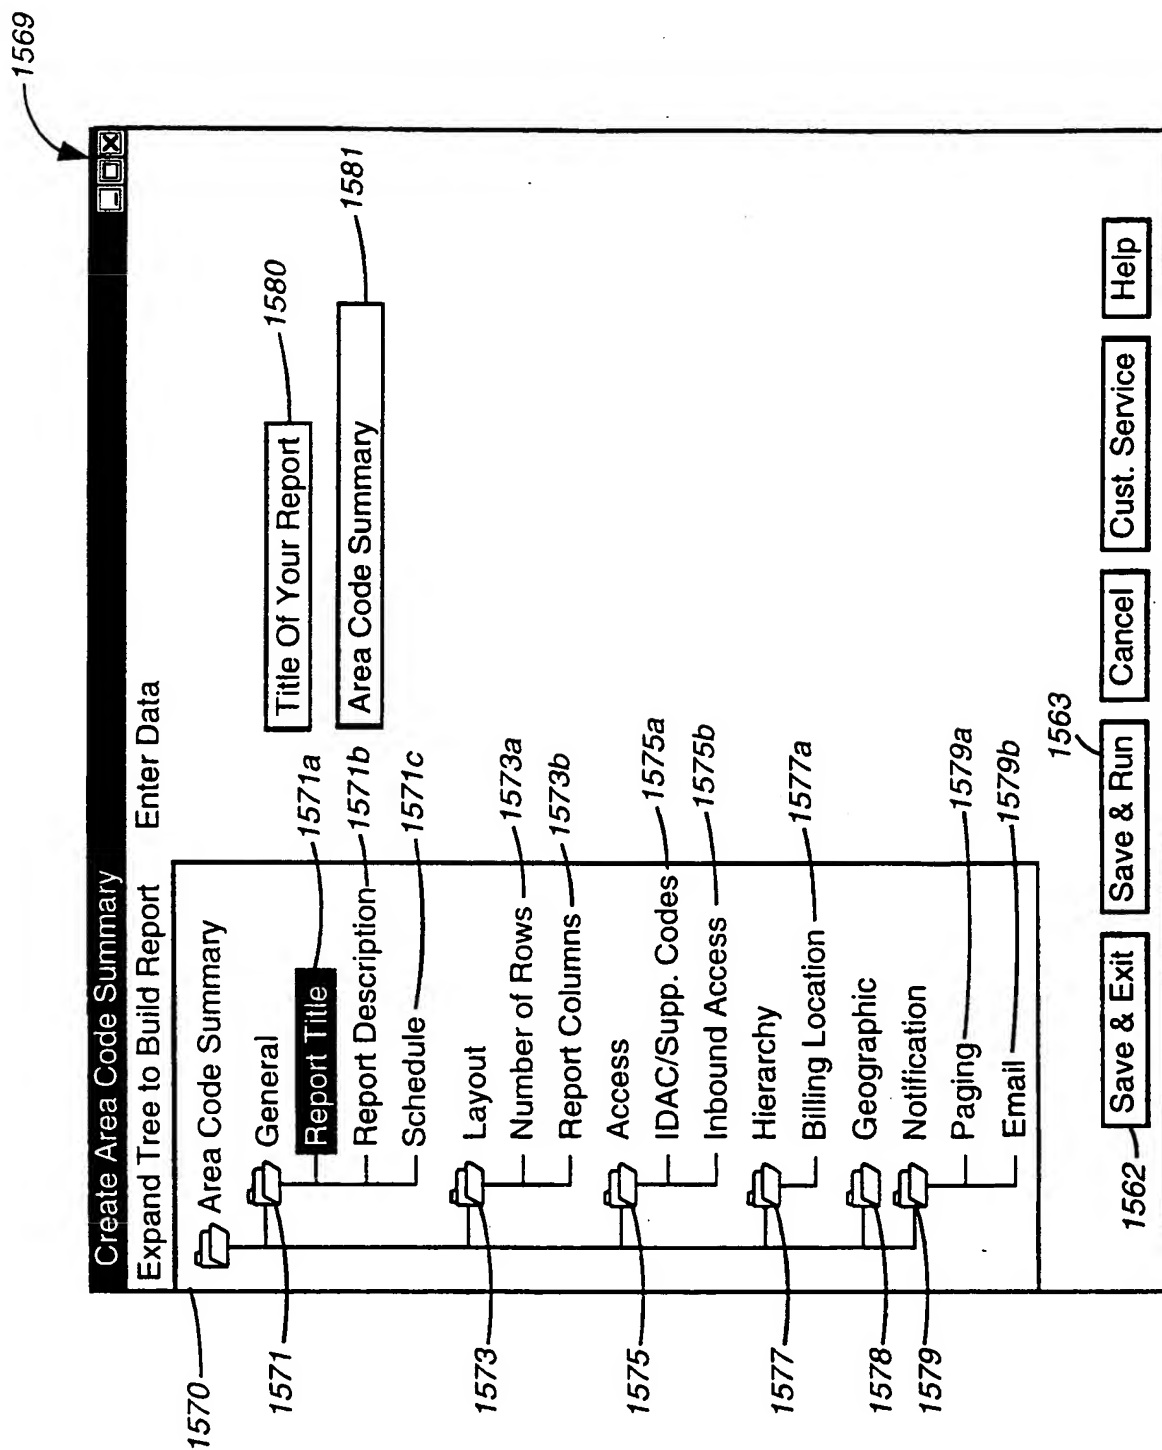 1569
Create Area Code Summary
Expand Tree to Build Report
Enter Data
1570
Area Code Summary
1571
General
Report Title
1571a
Report Description
1571b
Schedule
1571c
1573
Layout
Number of Rows
1573a
Report Columns
1573b
1575
Access
IDAC/Supp. Codes
1575a
Inbound Access
1575b
1577
Hierarchy
Billing Location
1577a
1578
Geographic
1579
Notification
Paging
1579a
Email
1579b
Title Of Your Report
1580
Area Code Summary
1581
1562
Save & Exit
1563
Save & Run
Cancel
Cust. Service
Help